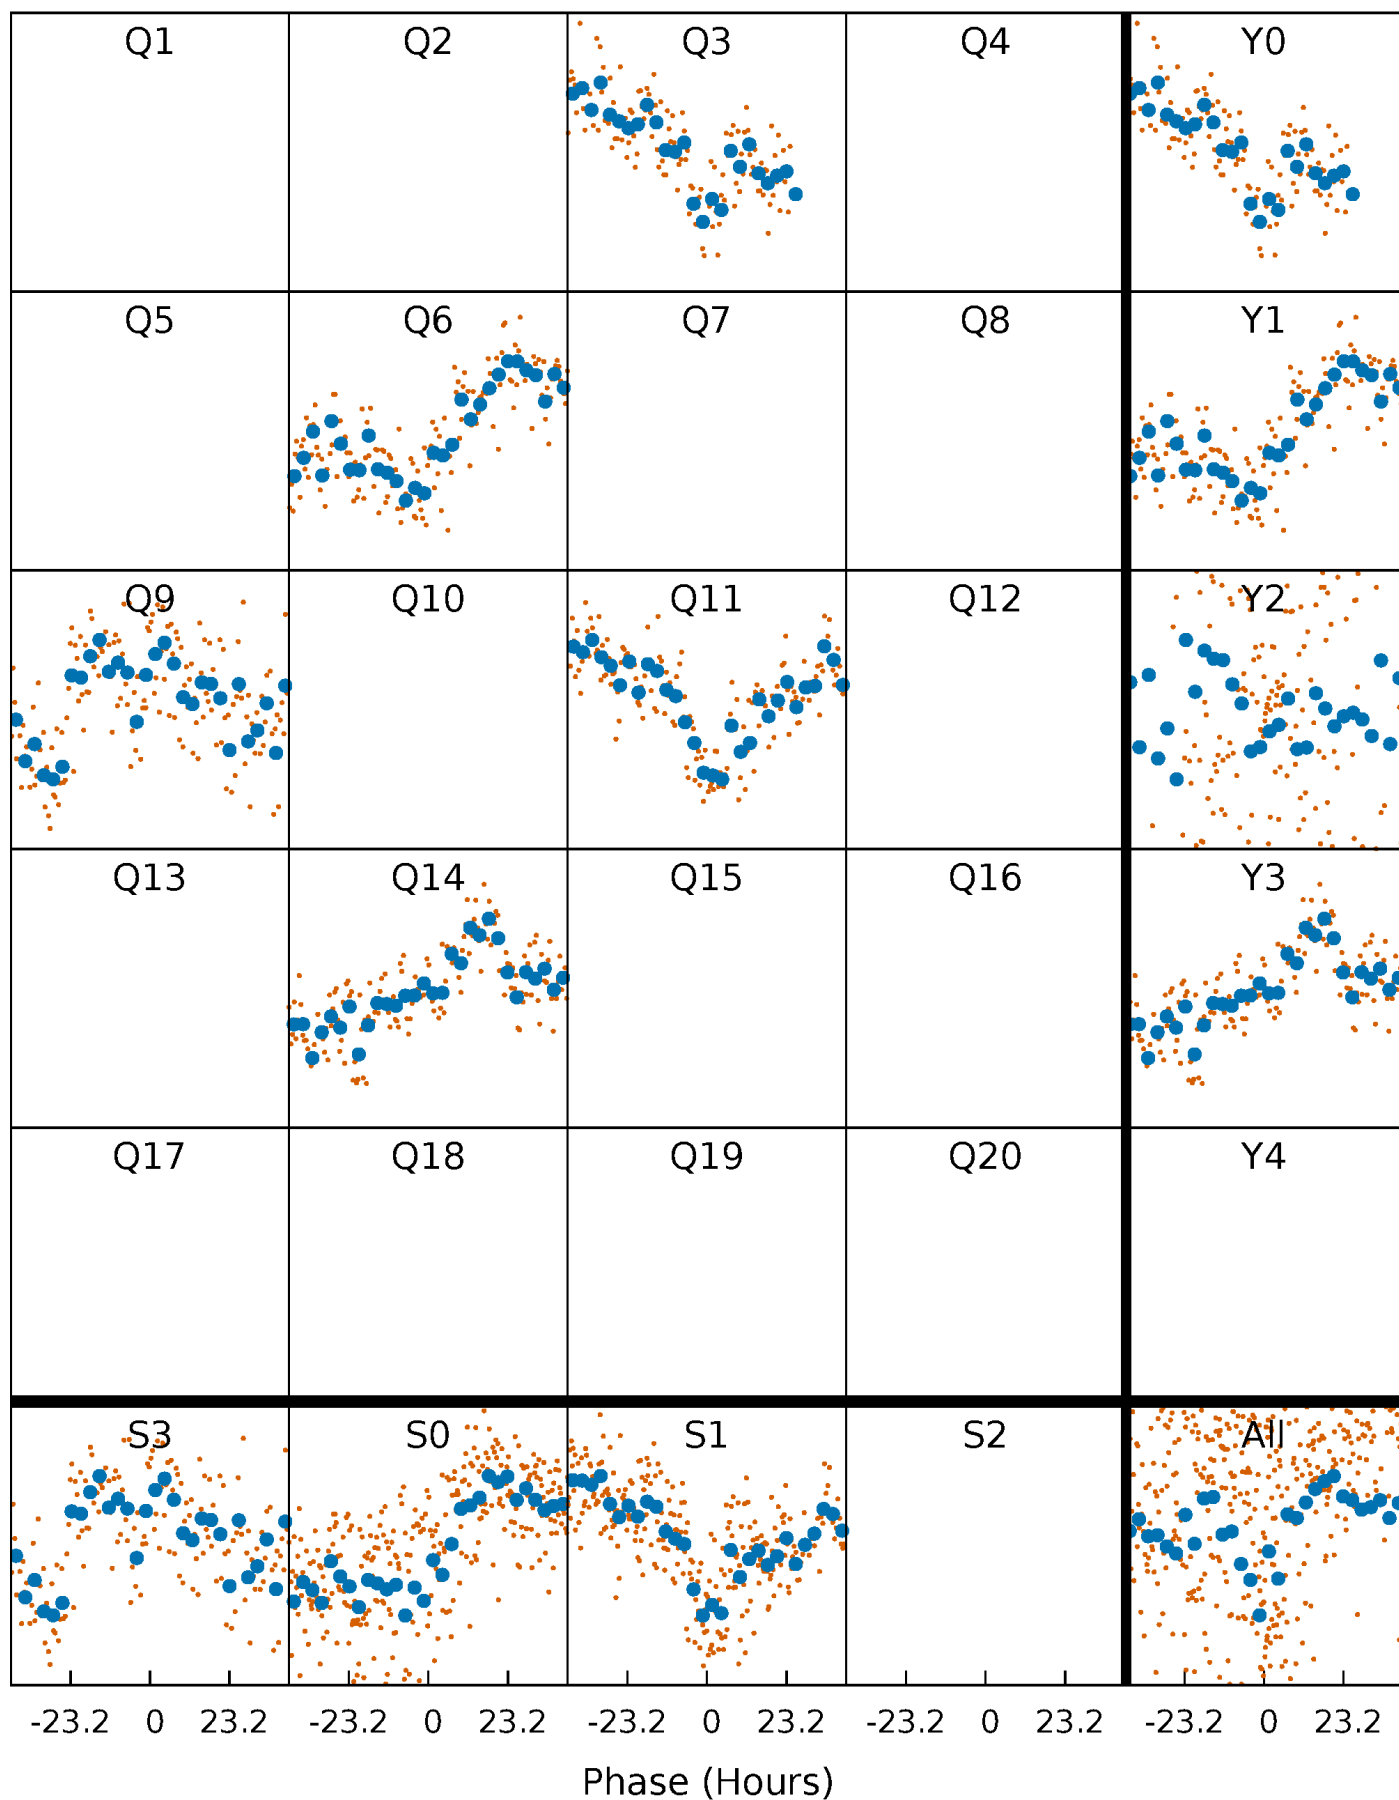 Q1 Q2 Q3 Q4 Y0
Q5 Q6 Q7 Q8 Y1
Q9 Q10 Q11 Q12 Y2
Q13 Q14 Q15 Q16 Y3
Q17 Q18 Q19 Q20 Y4
S3 S0 S1 S2 All
-23.2 0 23.2 -23.2 0 23.2 -23.2 0 23.2 -23.2 0 23.2 -23.2 0 23.2
Phase (Hours)